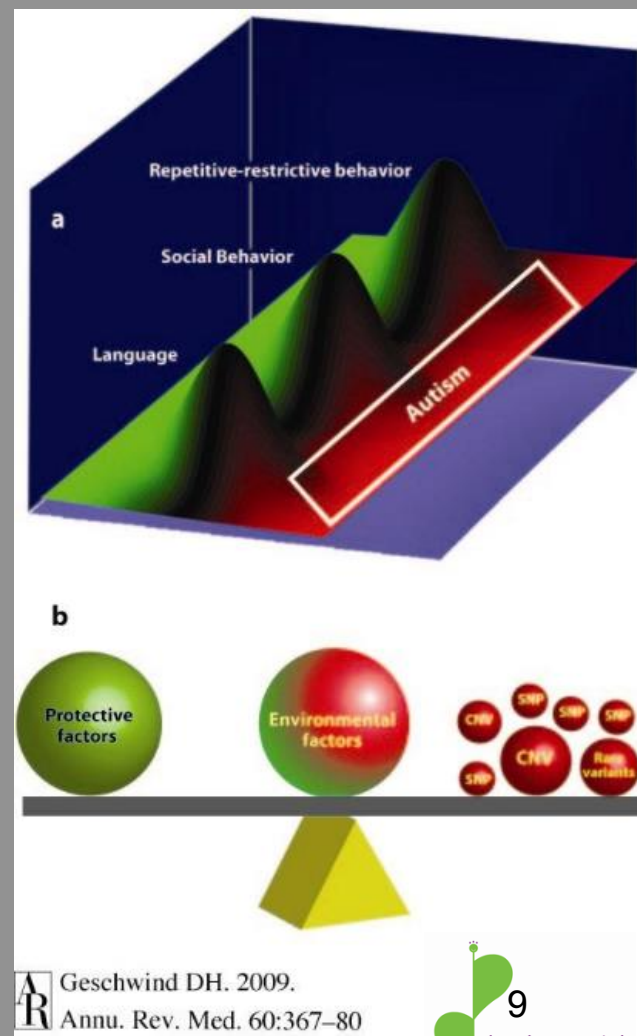 Repetitive-restrictive behavior
a
Social Behavior
Language
Autism
b
Protective
factors
Environmental
factors
CNV
SNP
SNP
SNP
CNV
Rare
variants
SNP
AR
Geschwind DH. 2009.
Annu. Rev. Med. 60:367–80
9